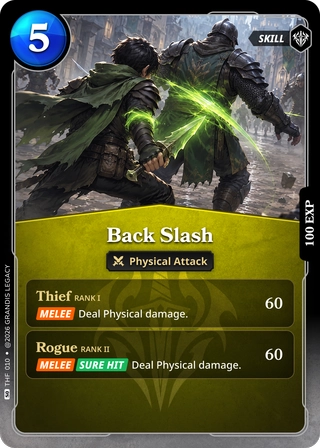 5
SKILL
Back Slash
Physical Attack
Thief RANK I
60
MELEE Deal Physical damage.
Rogue RANK II
60
MELEE SURE HIT Deal Physical damage.
100 EXP
THF 010 • @2026 GRANDIS LEGACY